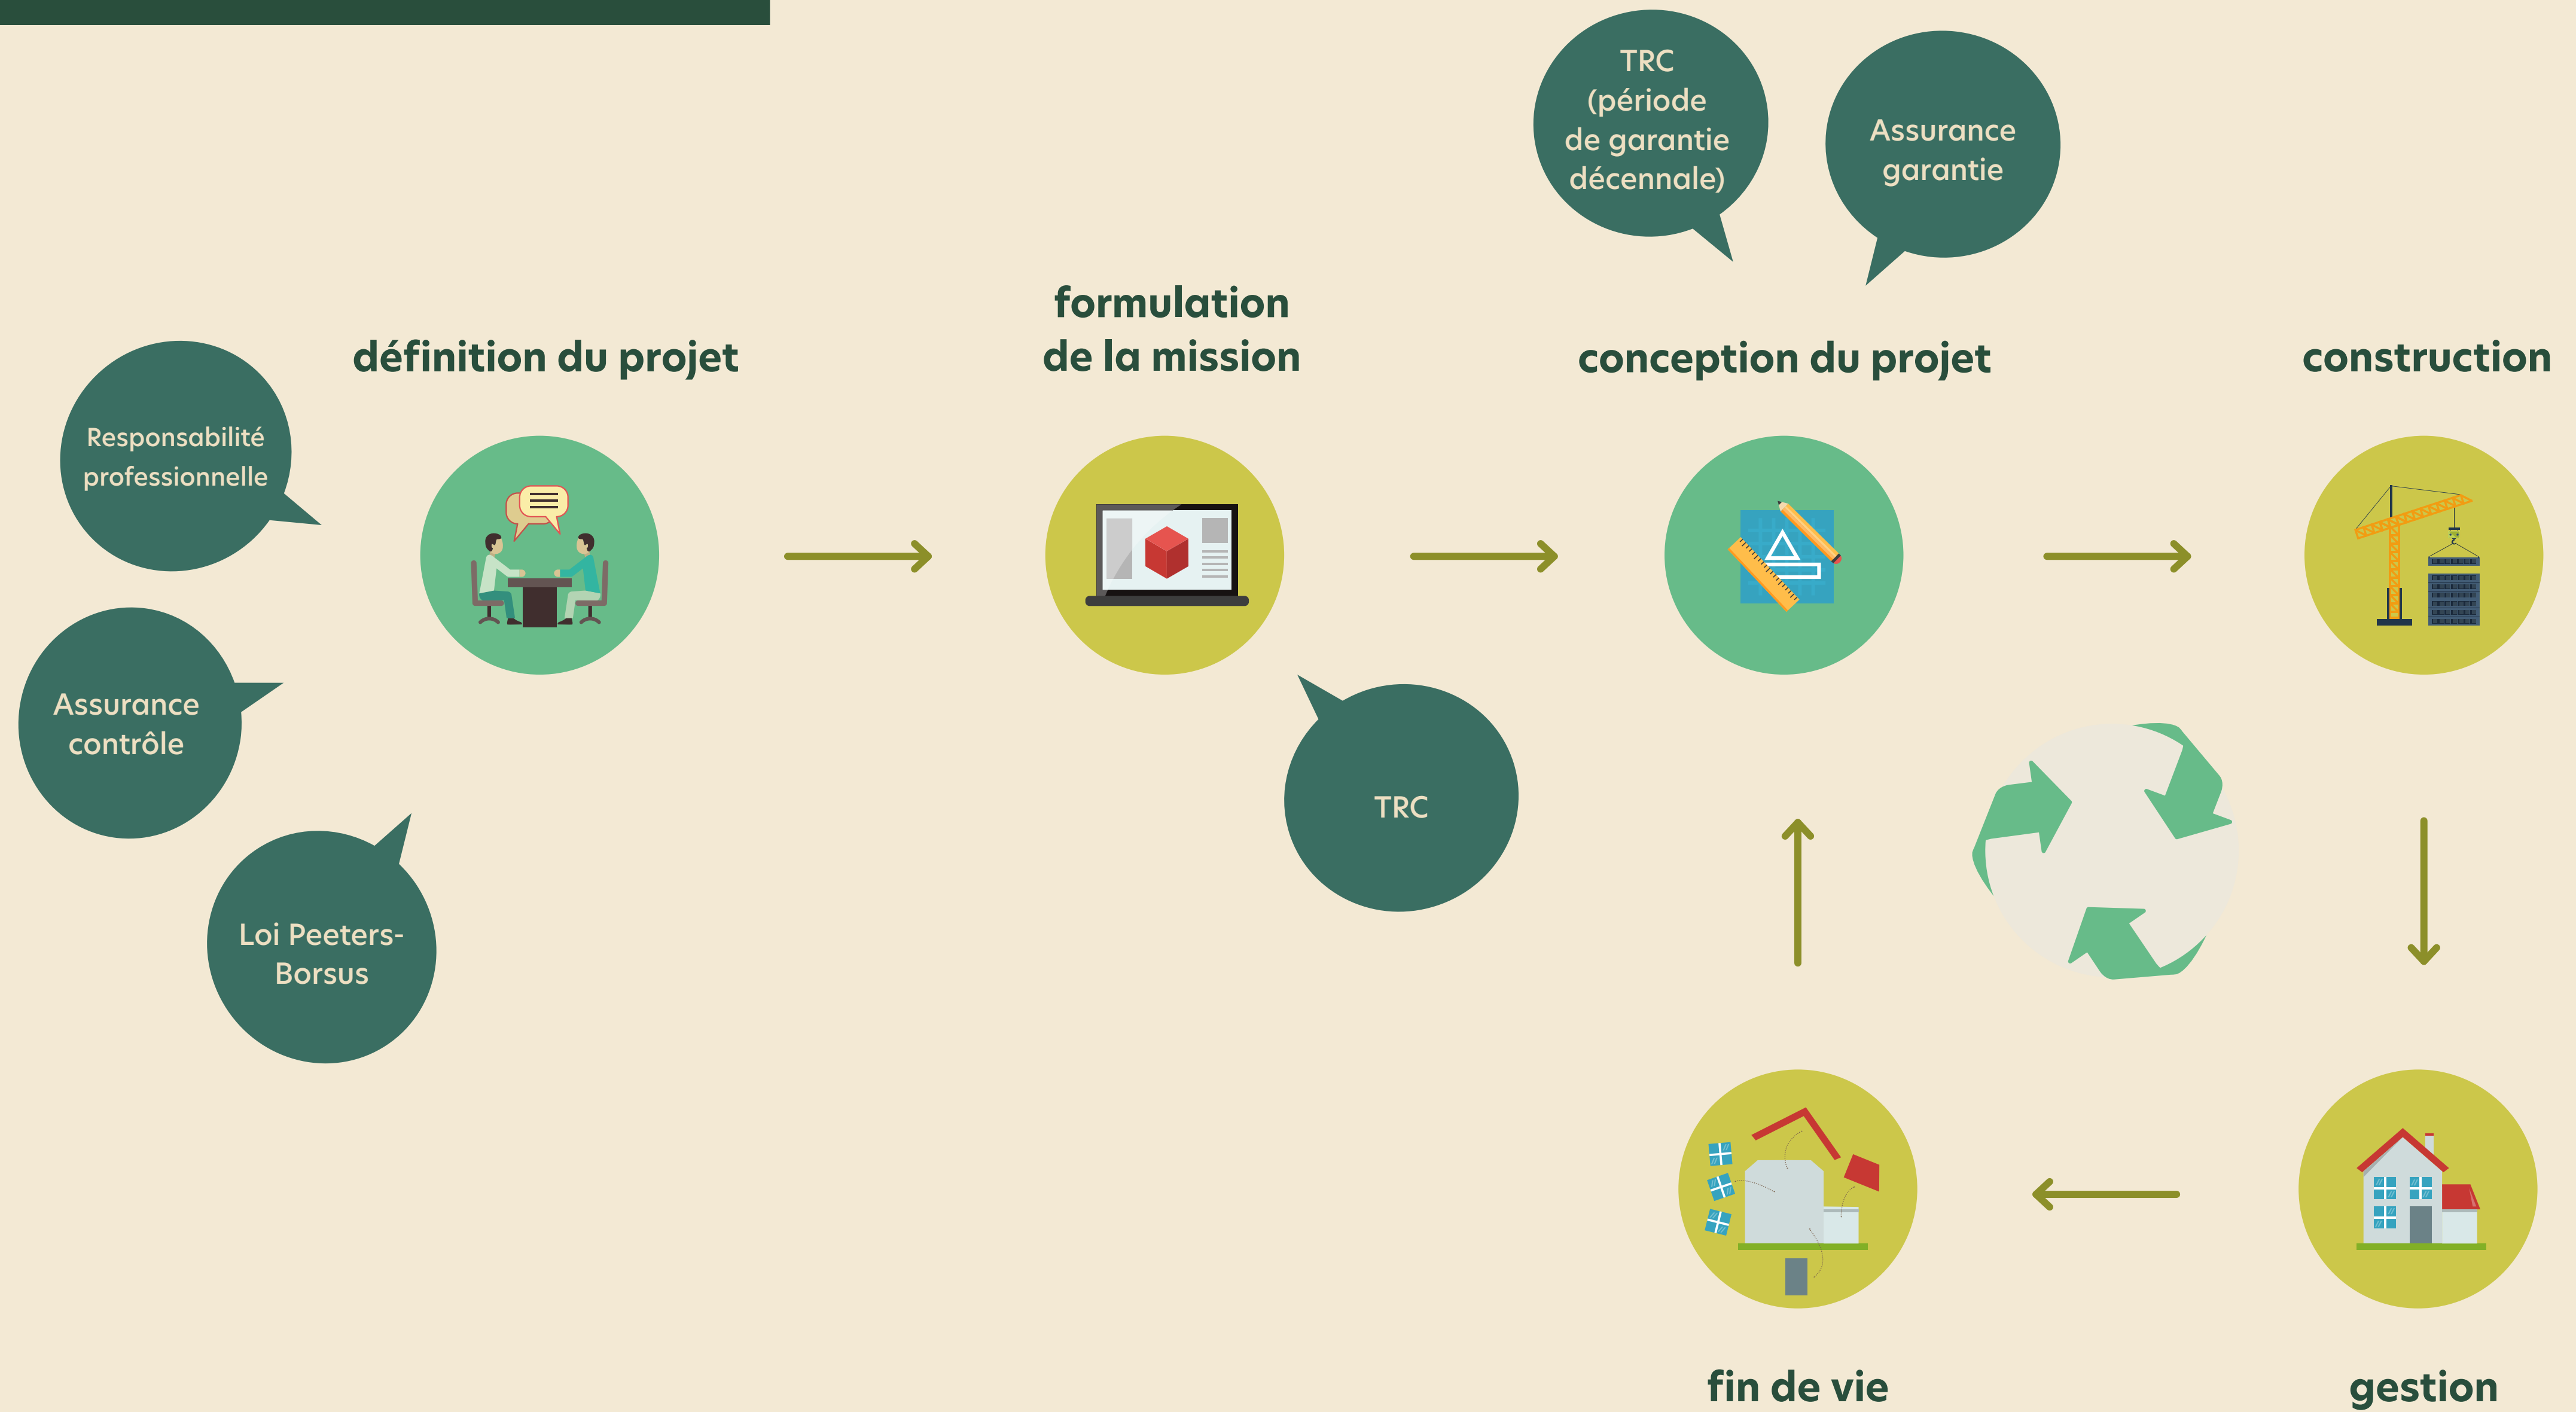 TRC
(période
de garantie
décennale)
Assurance
garantie
formulation
de la mission
définition du projet
conception du projet
construction
Responsabilité
professionnelle
Assurance
contrôle
TRC
Loi Peeters-
Borsus
fin de vie
gestion